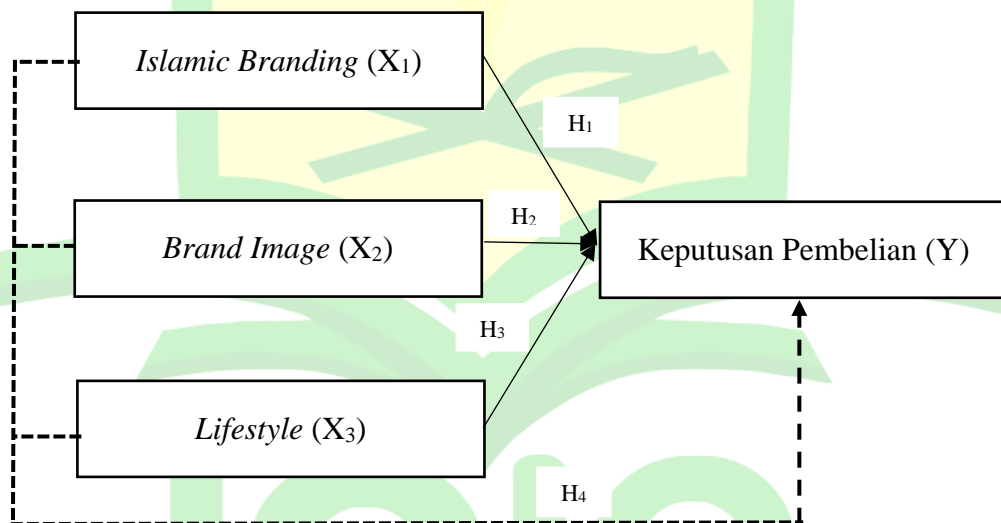 Islamic Branding (X₁)
H₁
H₂
Brand Image (X₂)
Keputusan Pembelian (Y)
H₃
Lifestyle (X₃)
H₄